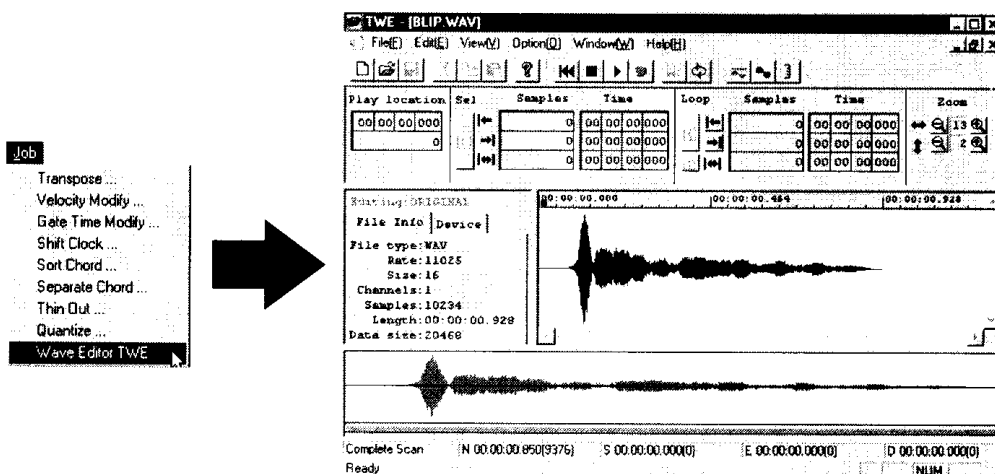 Job
Transpose ...
Velocity Modify ...
Gate Time Modify ...
Shift Clock ...
Sort Chord ...
Separate Chord ...
Thin Out ...
Quantize ...
Wave Editor TWE
TWE - [BLIP.WAV]
File(F) Edit(E) View(V) Option(O) Window(W) Help(H)
Play location Sel Samples Time Loop Samples Time Zoom
00 00 00 000 0 00 00 00 000 0 00 00 00 000 13
0 0 00 00 00 000 0 00 00 00 000 2
0 00 00 00 000 0 00 00 00 000
Editing:ORIGINAL
File Info Device
File type:WAV
Rate:11025
Size:16
Channels:1
Samples:10234
Length:00:00:00.928
Data size:20468
00:00:00.000 00:00:00.464 00:00:00.928
Complete Scan N 00:00:00:850(9376) S 00:00:00.000(0) E 00:00:00.000(0) D 00:00:00:000(0)
Ready NUM